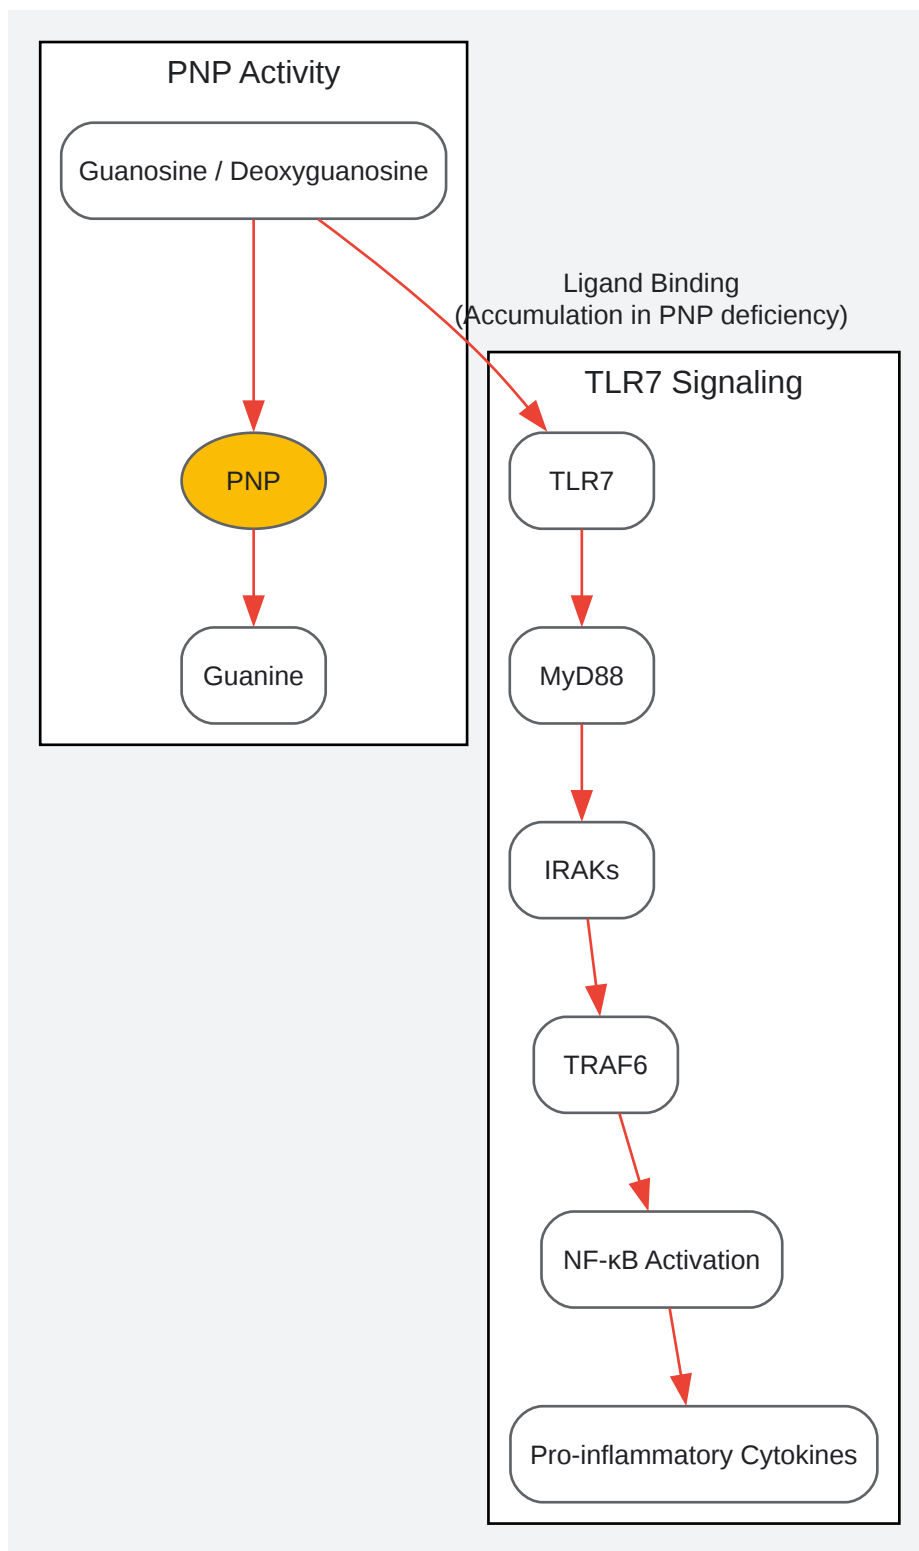 PNP Activity
Guanosine / Deoxyguanosine
Ligand Binding
(Accumulation in PNP deficiency)
TLR7 Signaling
PNP
TLR7
Guanine
MyD88
IRAKs
TRAF6
NF-κB Activation
Pro-inflammatory Cytokines